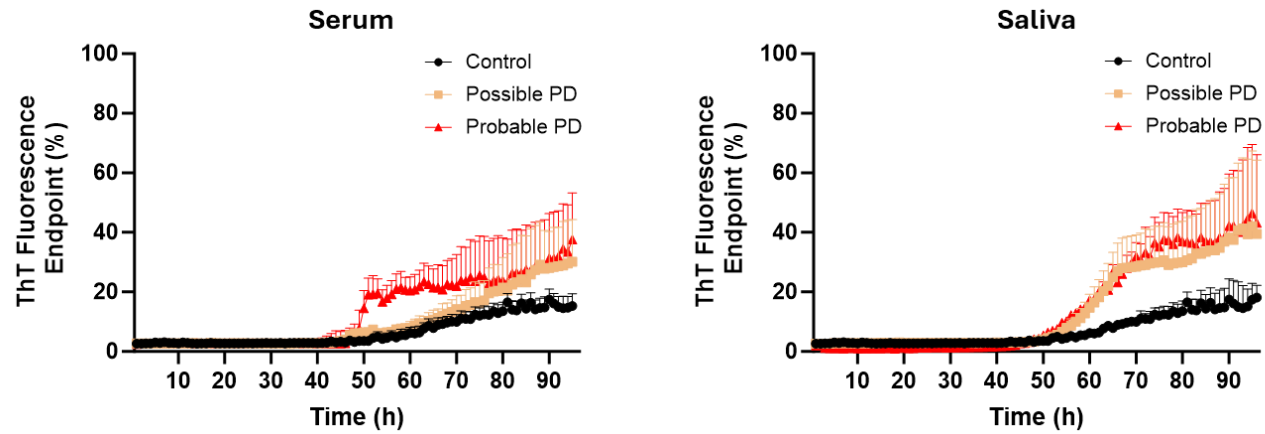 Serum
ThT Fluorescence
Endpoint (%)
100
80
60
40
20
0
Control
Possible PD
Probable PD
10 20 30 40 50 60 70 80 90
Time (h)
Saliva
ThT Fluorescence
Endpoint (%)
100
80
60
40
20
0
Control
Possible PD
Probable PD
10 20 30 40 50 60 70 80 90
Time (h)